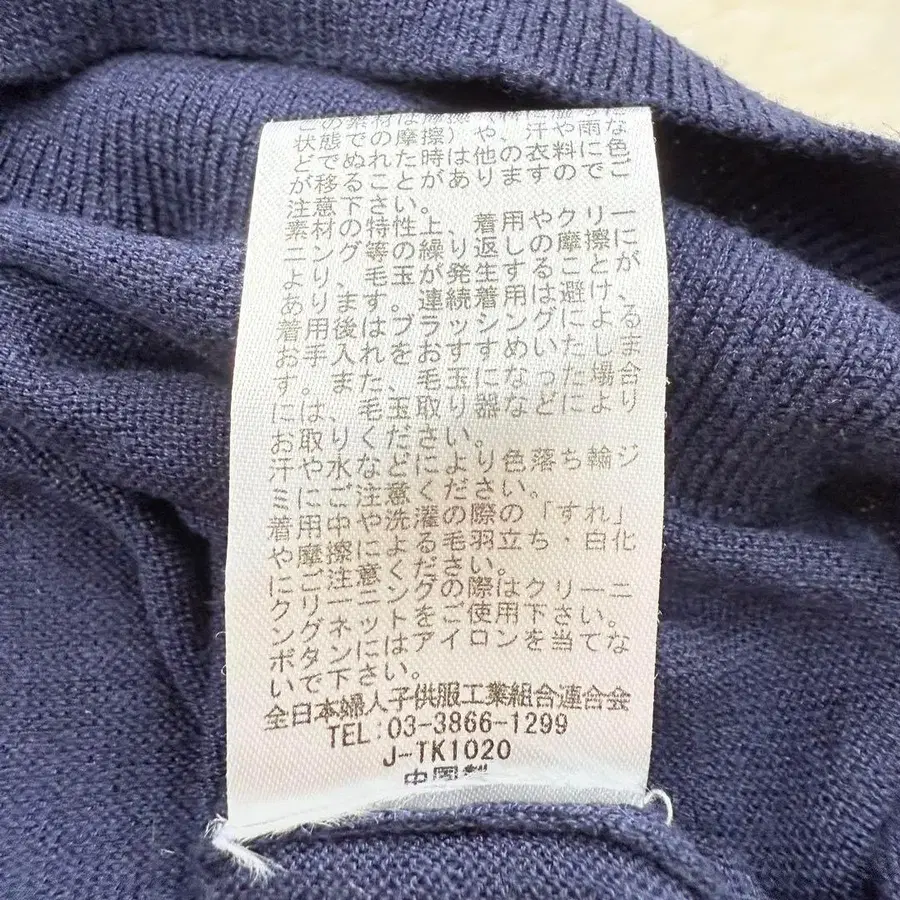 この素材は摩擦
状態での摩擦)や、汗や雨な
どでぬれた時は他の衣料に色
が移ることがありますのでご
注意下さい。
素材の特性上、着用やクリー
ニング等の繰り返しの摩擦に
より、毛玉が発生することが
あります。連続着用は避け、
着用後はブラッシングによる
お手入れをおすすめいたしま
す。また、毛玉になった場合
には、毛玉取り器などにより
お取りください。
汗や水などにより色落ち輪ジ
ミにご注意ください。
着用中や洗濯の際の「すれ」
や摩擦による毛羽立ち・白化
にご注意ください。
クリーニングの際はクリーニ
ングネットをご使用下さい。
ボタンにはアイロンを当てな
いで下さい。
全日本婦人子供服工業組合連合会
TEL:03-3866-1299
J-TK1020
中国製